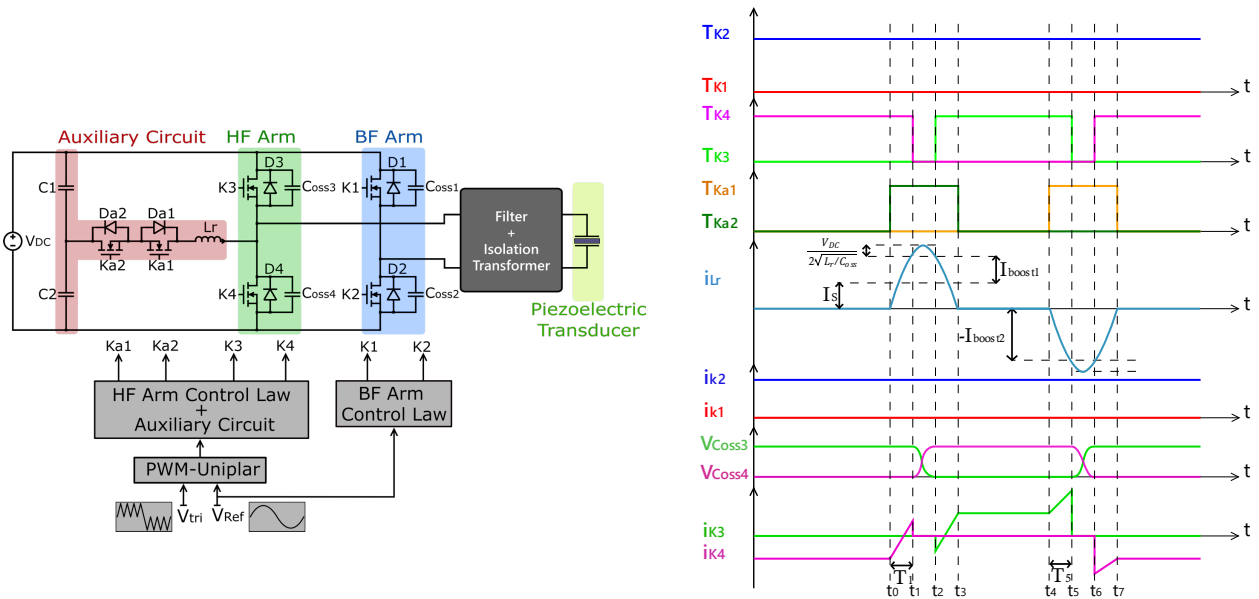 Auxiliary Circuit
HF Arm
BF Arm
D3
D1
C1
K3
Coss3
K1
Coss1
Da2
Da1
Lr
VDC
Ka2
Ka1
Filter
+
Isolation
Transformer
D4
D2
C2
K4
Coss4
K2
Coss2
Piezoelectric
Transducer
Ka1
Ka2
K3
K4
K1
K2
HF Arm Control Law
+
Auxiliary Circuit
BF Arm
Control Law
PWM-Uniplar
Vtri
VRef
TK2
TK1
t
TK4
TK3
t
TKa1
TKa2
t
VDC
2√Lr/Coss
Iboost1
iLr
IS
t
-Iboost2
ik2
ik1
t
VCoss3
VCoss4
t
iK3
t
iK4
T1
T5
t0
t1
t2
t3
t4
t5
t6
t7